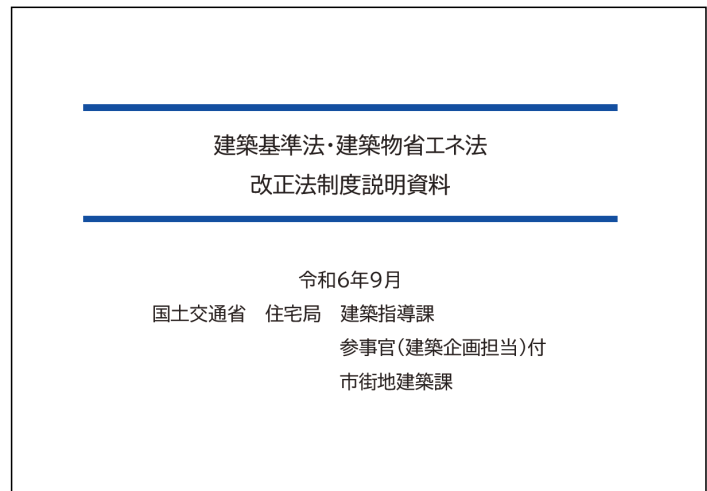 建築基準法・建築物省エネ法
改正法制度説明資料
令和6年9月
国土交通省　住宅局　建築指導課
参事官（建築企画担当）付
市街地建築課